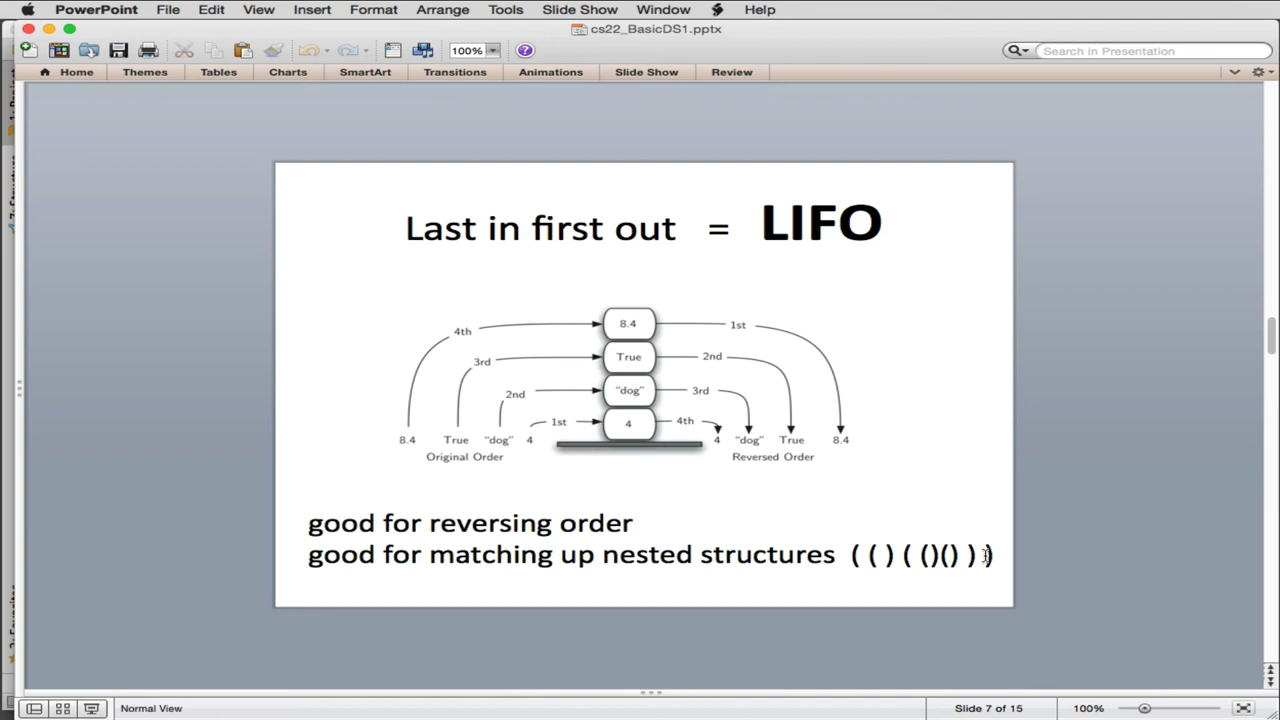 PowerPoint File Edit View Insert Format Arrange Tools Slide Show Window Help
cs22_BasicDS1.pptx
100% ? Search in Presentation
Home Themes Tables Charts SmartArt Transitions Animations Slide Show Review
Last in first out = LIFO
4th 8.4 1st
3rd True 2nd
2nd "dog" 3rd
1st 4 4th
8.4 True "dog" 4 4 "dog" True 8.4
Original Order Reversed Order
good for reversing order
good for matching up nested structures ( ( ) ( ()() ) )
Normal View Slide 7 of 15 100%